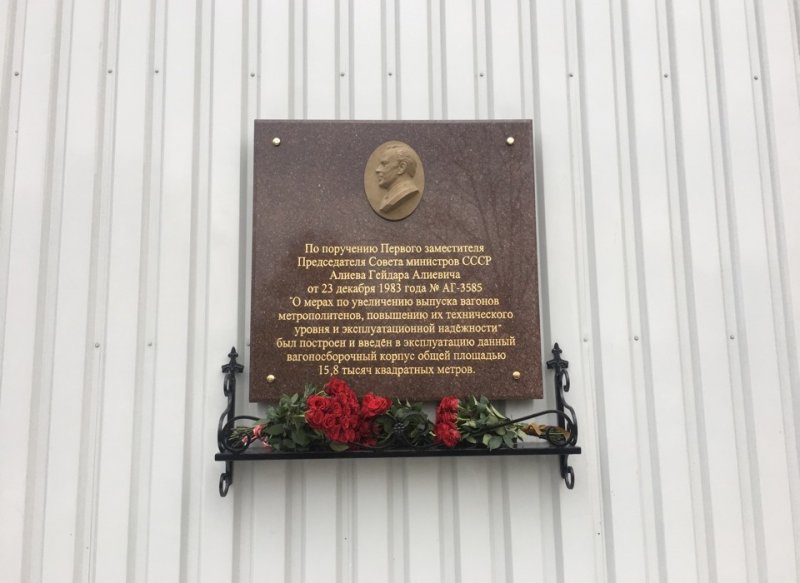 По поручению Первого заместителя
Председателя Совета министров СССР
Алиева Гейдара Алиевича
от 23 декабря 1983 года № АГ-3585
"О мерах по увеличению выпуска вагонов
метрополитенов, повышению их технического
уровня и эксплуатационной надёжности"
был построен и введён в эксплуатацию данный
вагоносборочный корпус общей площадью
15,8 тысяч квадратных метров.